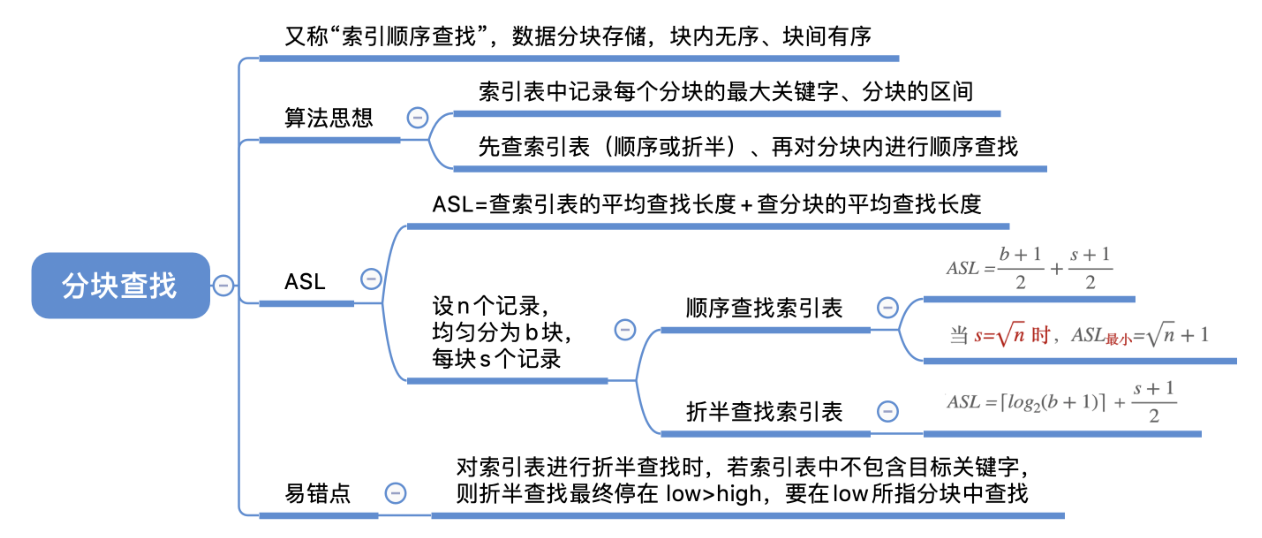 又称“索引顺序查找”，数据分块存储，块内无序、块间有序
算法思想
索引表中记录每个分块的最大关键字、分块的区间
先查索引表（顺序或折半）、再对分块内进行顺序查找
分块查找
ASL
ASL=查索引表的平均查找长度+查分块的平均查找长度
设n个记录，
均匀分为b块，
每块s个记录
顺序查找索引表
ASL=\frac{b+1}{2}+\frac{s+1}{2}
当 s=√n 时，ASL最小=√n+1
折半查找索引表
ASL=⌈log₂(b+1)⌉+\frac{s+1}{2}
易错点
对索引表进行折半查找时，若索引表中不包含目标关键字，
则折半查找最终停在 low>high，要在low所指分块中查找